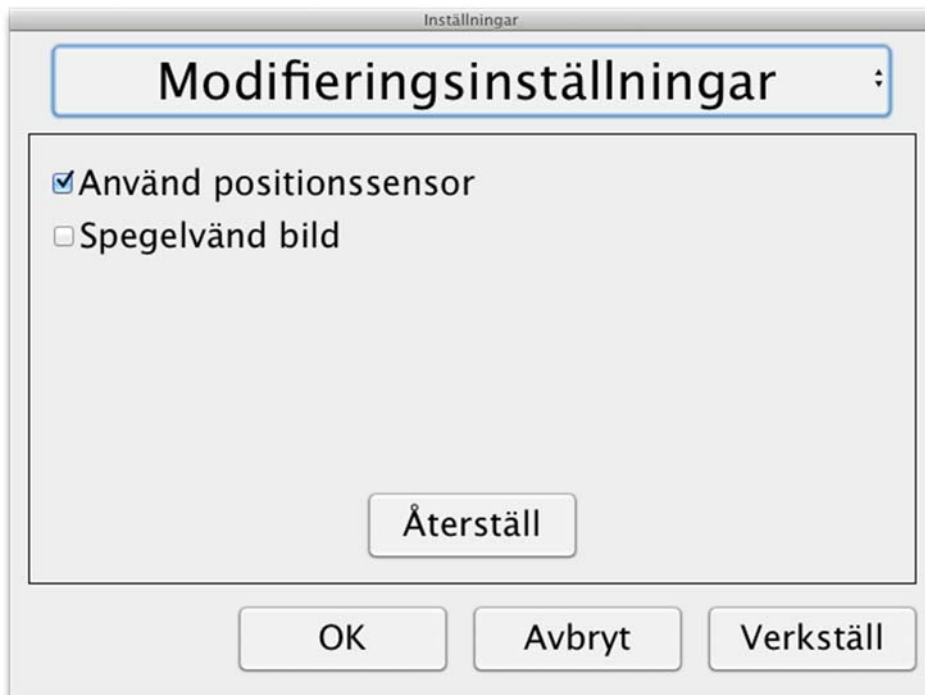 Inställningar
Modifieringsinställningar
Använd positionssensor
Spegelvänd bild
Återställ
OK Avbryt Verkställ